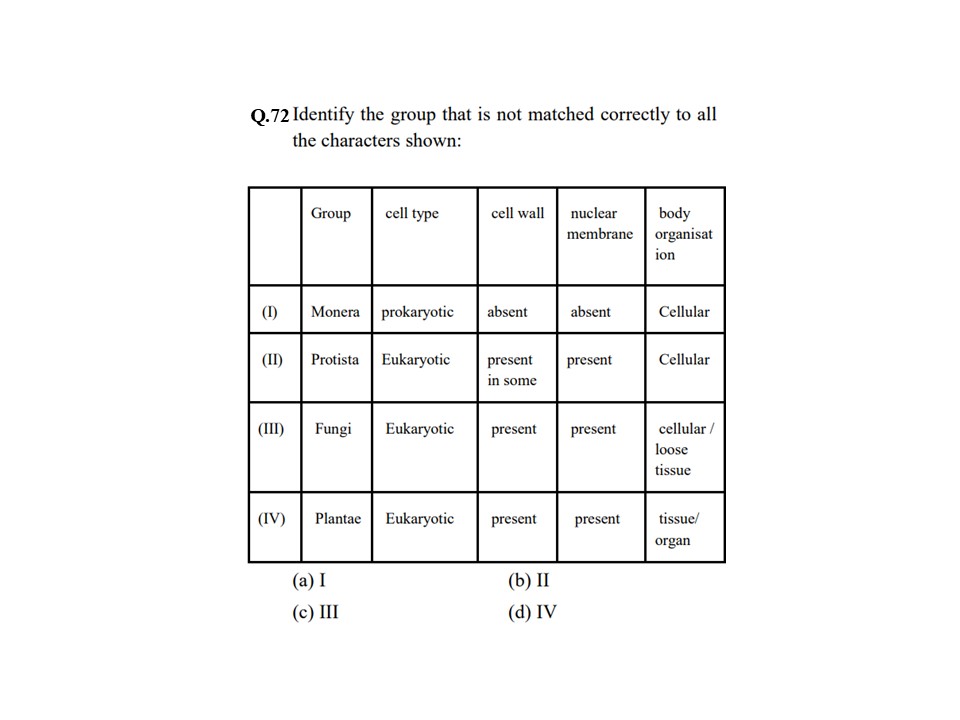 Q.72 Identify the group that is not matched correctly to all
the characters shown:
Group cell type cell wall nuclear membrane body organisat ion
(I) Monera prokaryotic absent absent Cellular
(II) Protista Eukaryotic present in some present Cellular
(III) Fungi Eukaryotic present present cellular / loose tissue
(IV) Plantae Eukaryotic present present tissue/ organ
(a) I (b) II
(c) III (d) IV